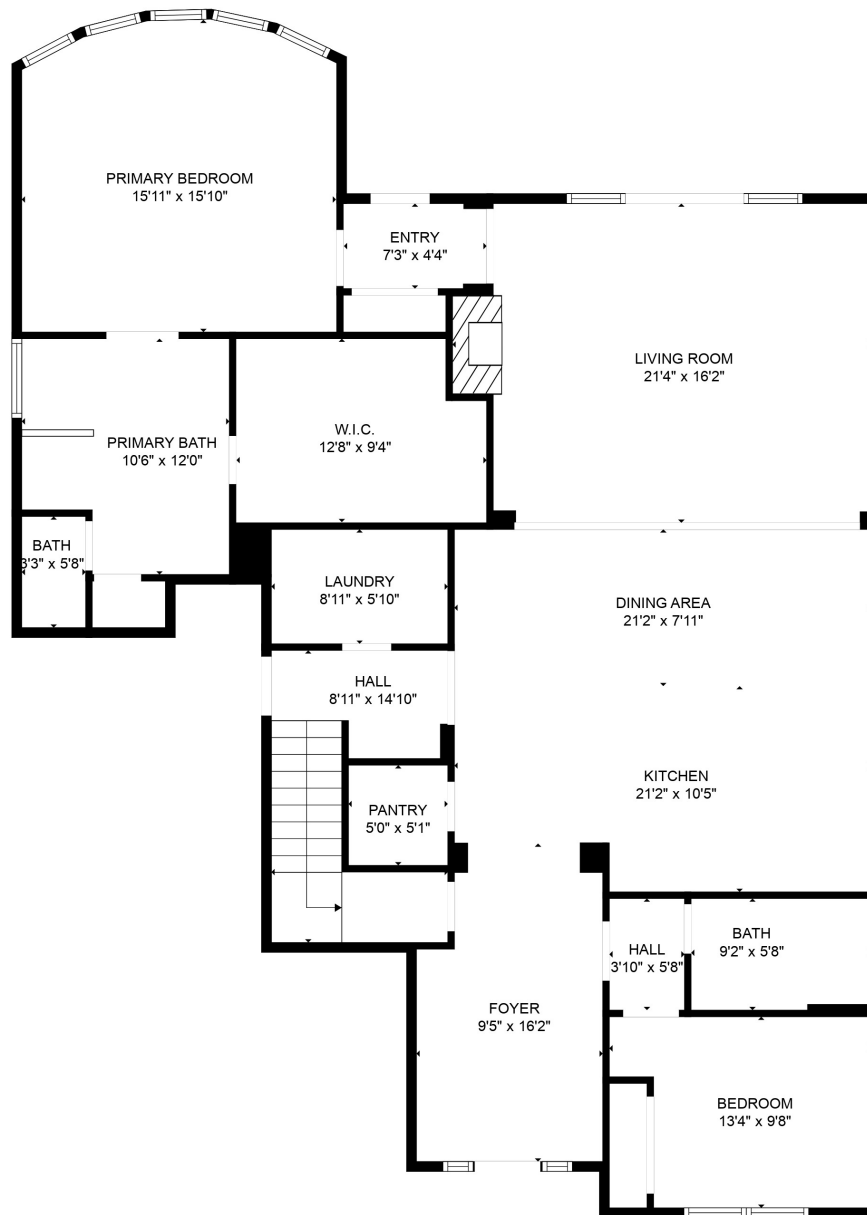 PRIMARY BEDROOM
15'11" x 15'10"
ENTRY
7'3" x 4'4"
LIVING ROOM
21'4" x 16'2"
W.I.C.
12'8" x 9'4"
PRIMARY BATH
10'6" x 12'0"
BATH
3'3" x 5'8"
LAUNDRY
8'11" x 5'10"
DINING AREA
21'2" x 7'11"
HALL
8'11" x 14'10"
KITCHEN
21'2" x 10'5"
PANTRY
5'0" x 5'1"
BATH
9'2" x 5'8"
HALL
3'10" x 5'8"
FOYER
9'5" x 16'2"
BEDROOM
13'4" x 9'8"